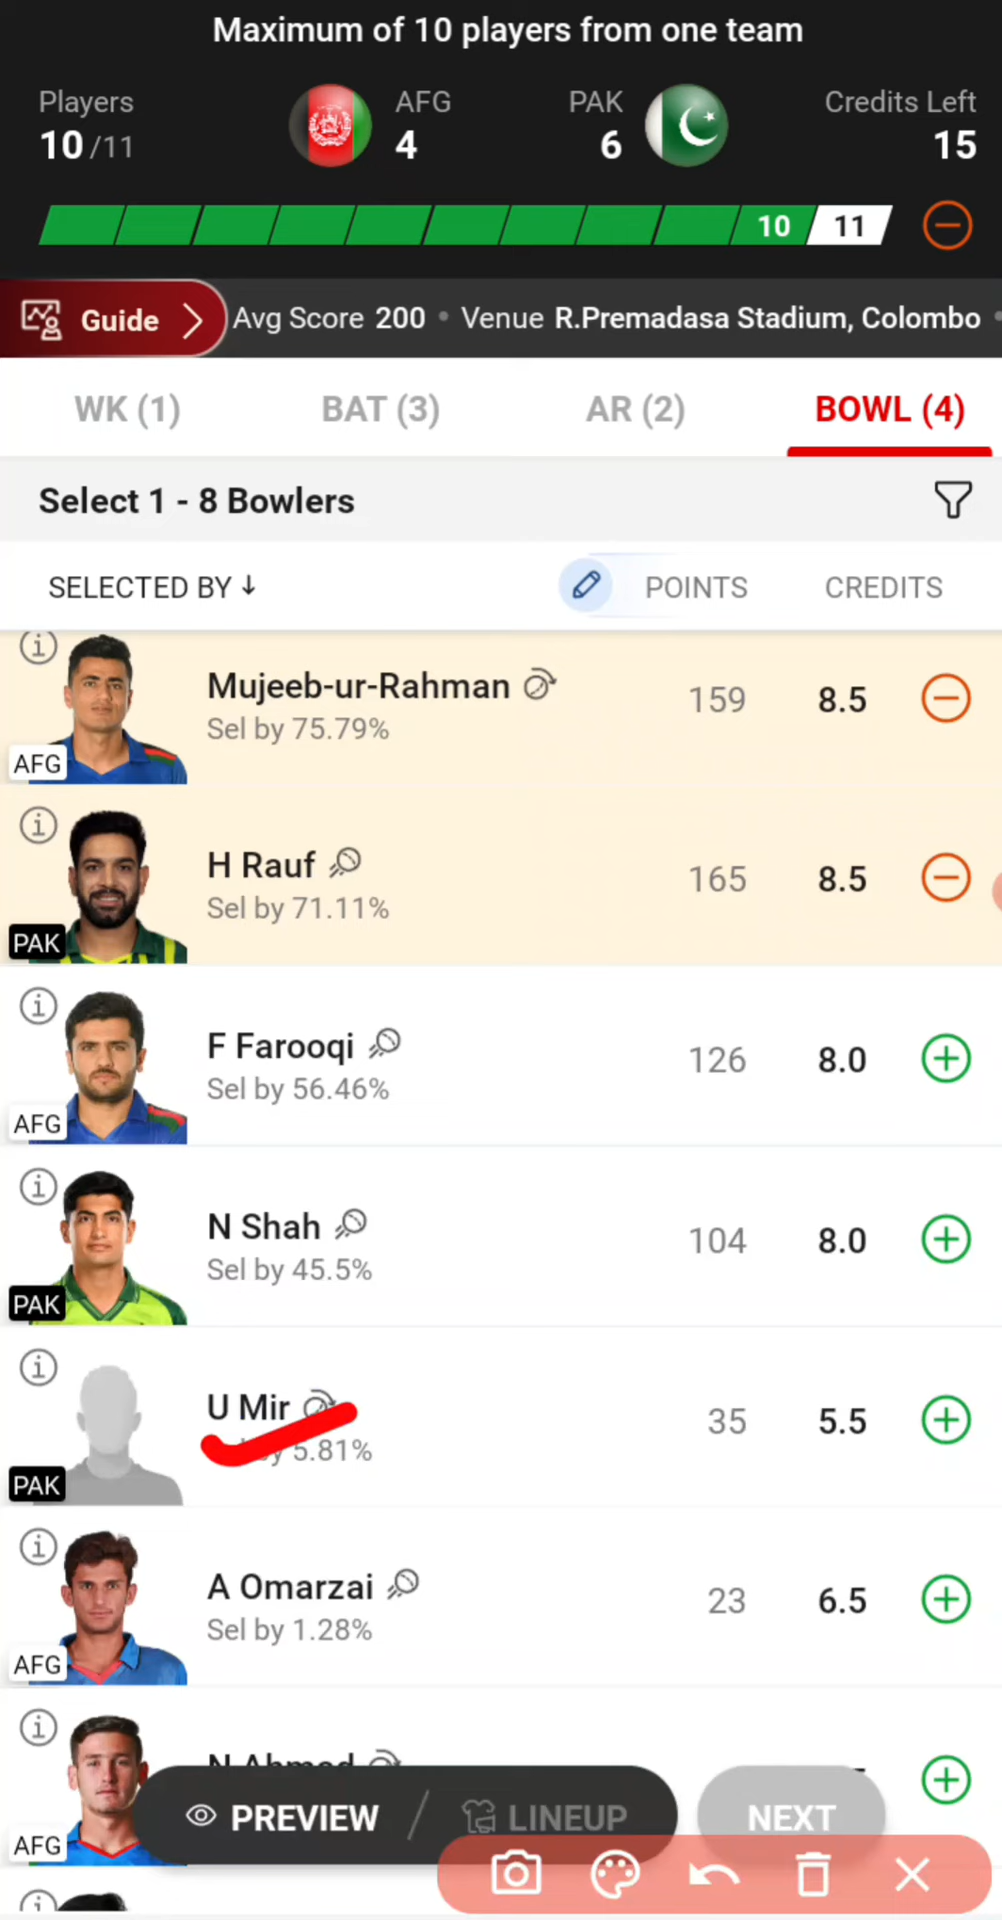 Maximum of 10 players from one team
Players AFG PAK Credits Left
10/11 4 6 15
10 11
Guide Avg Score 200 • Venue R.Premadasa Stadium, Colombo
WK (1) BAT (3) AR (2) BOWL (4)
Select 1 - 8 Bowlers
SELECTED BY ↓ POINTS CREDITS
Mujeeb-ur-Rahman 159 8.5
Sel by 75.79%
AFG
H Rauf 165 8.5
Sel by 71.11%
PAK
F Farooqi 126 8.0
Sel by 56.46%
AFG
N Shah 104 8.0
Sel by 45.5%
PAK
U Mir 35 5.5
5.81%
PAK
A Omarzai 23 6.5
Sel by 1.28%
AFG
N Ahmad
PREVIEW / LINEUP NEXT
AFG